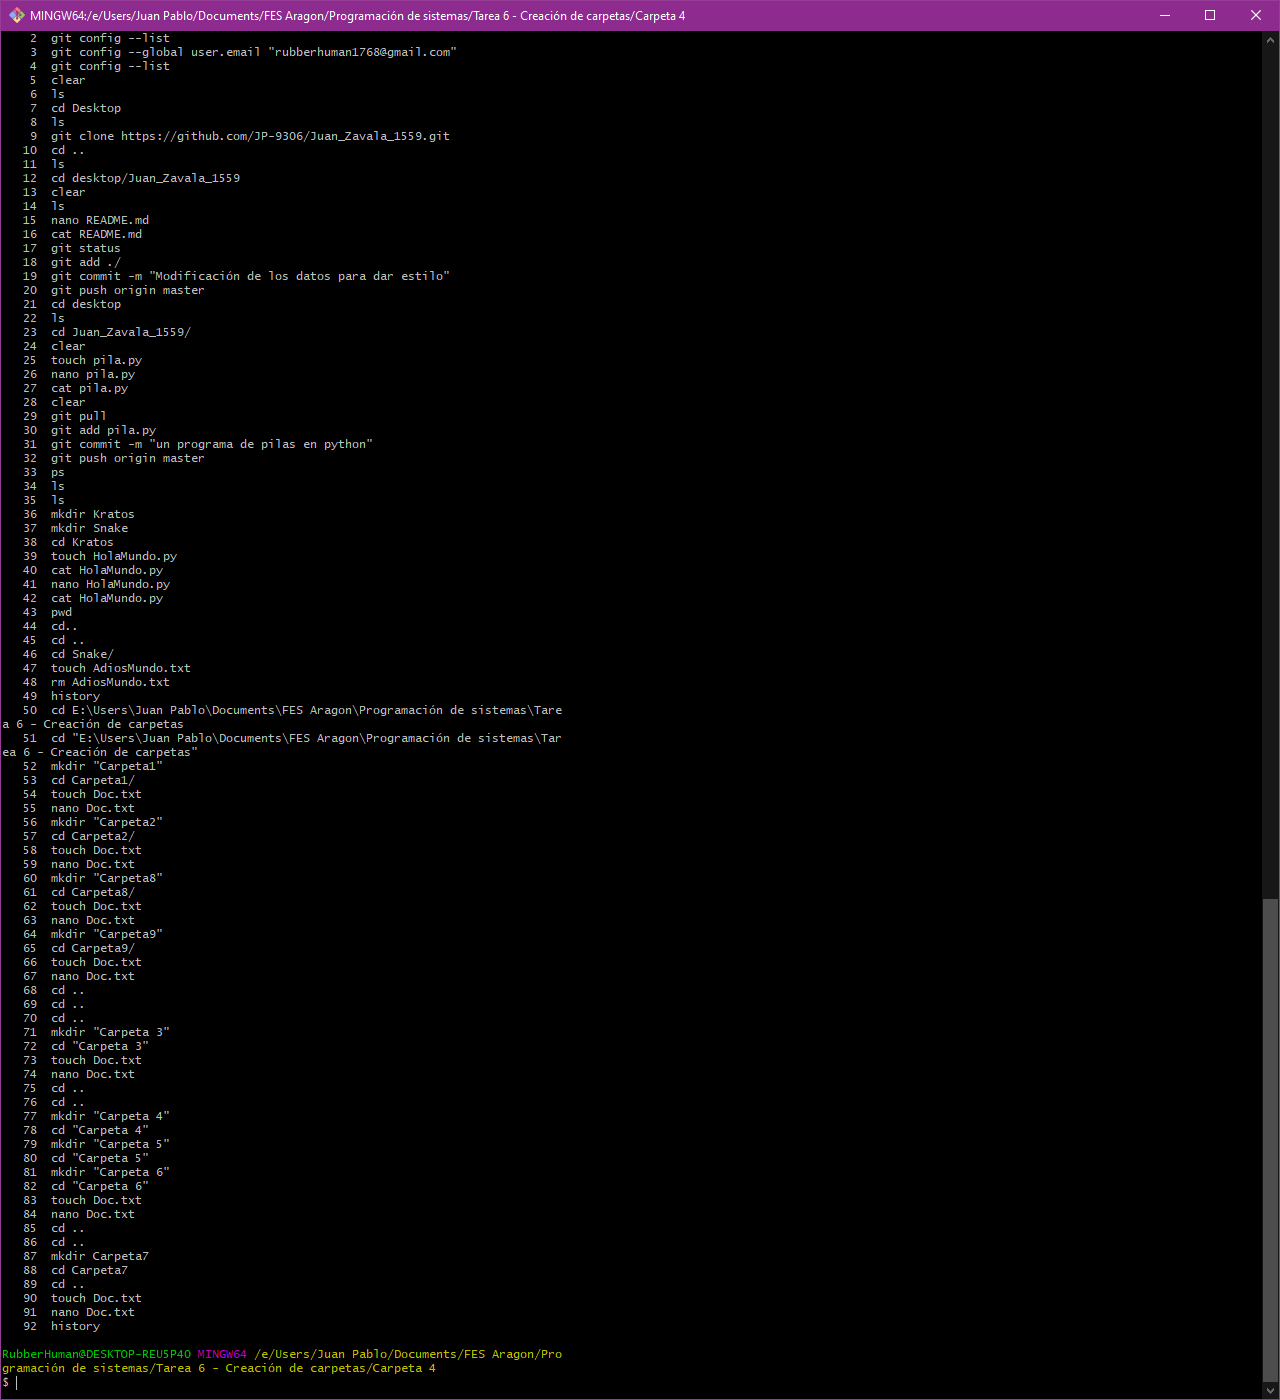 MINGW64:/e/Users/Juan Pablo/Documents/FES Aragon/Programación de sistemas/Tarea 6 - Creación de carpetas/Carpeta 4
2 git config --list
3 git config --global user.email "rubberhuman1768@gmail.com"
4 git config --list
5 clear
6 ls
7 cd Desktop
8 ls
9 git clone https://github.com/JP-9306/Juan_Zavala_1559.git
10 cd ..
11 ls
12 cd desktop/Juan_Zavala_1559
13 clear
14 ls
15 nano README.md
16 cat README.md
17 git status
18 git add ./
19 git commit -m "Modificación de los datos para dar estilo"
20 git push origin master
21 cd desktop
22 ls
23 cd Juan_Zavala_1559/
24 clear
25 touch pila.py
26 nano pila.py
27 cat pila.py
28 clear
29 git pull
30 git add pila.py
31 git commit -m "un programa de pilas en python"
32 git push origin master
33 ps
34 ls
35 ls
36 mkdir Kratos
37 mkdir Snake
38 cd Kratos
39 touch HolaMundo.py
40 cat HolaMundo.py
41 nano HolaMundo.py
42 cat HolaMundo.py
43 pwd
44 cd..
45 cd ..
46 cd Snake/
47 touch AdiosMundo.txt
48 rm AdiosMundo.txt
49 history
50 cd E:\Users\Juan Pablo\Documents\FES Aragon\Programación de sistemas\Tare
a 6 - Creación de carpetas
51 cd "E:\Users\Juan Pablo\Documents\FES Aragon\Programación de sistemas\Tar
ea 6 - Creación de carpetas"
52 mkdir "Carpeta1"
53 cd Carpeta1/
54 touch Doc.txt
55 nano Doc.txt
56 mkdir "Carpeta2"
57 cd Carpeta2/
58 touch Doc.txt
59 nano Doc.txt
60 mkdir "Carpeta8"
61 cd Carpeta8/
62 touch Doc.txt
63 nano Doc.txt
64 mkdir "Carpeta9"
65 cd Carpeta9/
66 touch Doc.txt
67 nano Doc.txt
68 cd ..
69 cd ..
70 cd ..
71 mkdir "Carpeta 3"
72 cd "Carpeta 3"
73 touch Doc.txt
74 nano Doc.txt
75 cd ..
76 cd ..
77 mkdir "Carpeta 4"
78 cd "Carpeta 4"
79 mkdir "Carpeta 5"
80 cd "Carpeta 5"
81 mkdir "Carpeta 6"
82 cd "Carpeta 6"
83 touch Doc.txt
84 nano Doc.txt
85 cd ..
86 cd ..
87 mkdir Carpeta7
88 cd Carpeta7
89 cd ..
90 touch Doc.txt
91 nano Doc.txt
92 history
RubberHuman@DESKTOP-REU5P40 MINGW64 /e/Users/Juan Pablo/Documents/FES Aragon/Pro
gramación de sistemas/Tarea 6 - Creación de carpetas/Carpeta 4
$